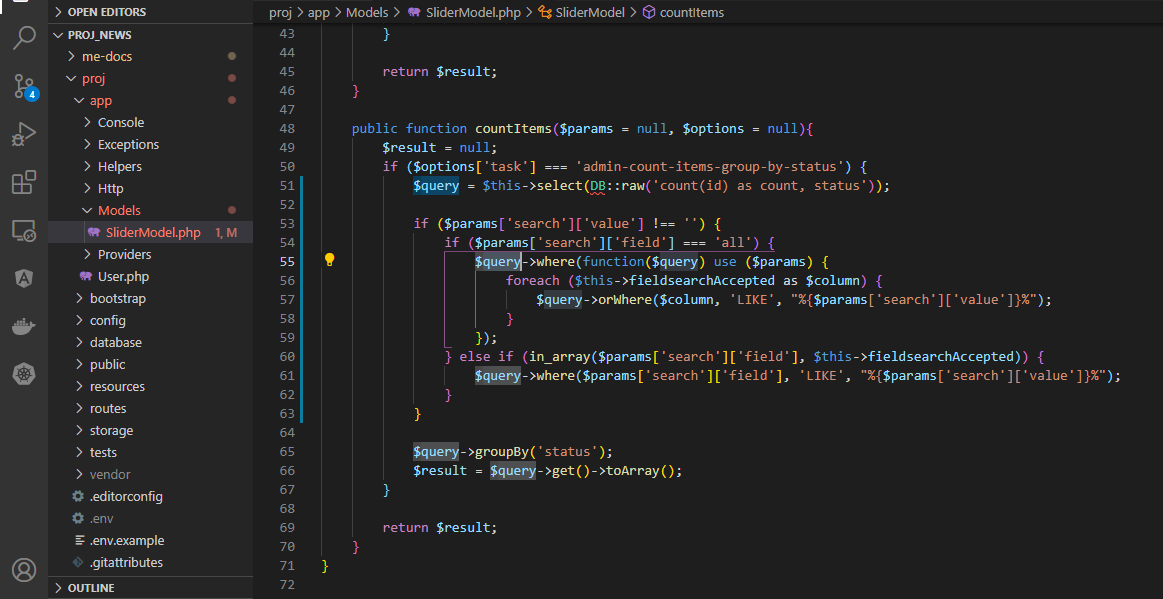 OPEN EDITORS
PROJ_NEWS
me-docs
proj
app
Console
Exceptions
Helpers
Http
Models
SliderModel.php 1, M
Providers
User.php
bootstrap
config
database
public
resources
routes
storage
tests
vendor
.editorconfig
.env
.env.example
.gitattributes
OUTLINE
4
proj > app > Models > SliderModel.php > SliderModel > countItems
43 }
44
45 return $result;
46 }
47
48 public function countItems($params = null, $options = null){
49 $result = null;
50 if ($options['task'] === 'admin-count-items-group-by-status') {
51 $query = $this->select(DB::raw('count(id) as count, status'));
52
53 if ($params['search']['value'] !== '') {
54 if ($params['search']['field'] === 'all') {
55 $query->where(function($query) use ($params) {
56 foreach ($this->fieldsearchAccepted as $column) {
57 $query->orWhere($column, 'LIKE', "%{$params['search']['value']}%");
58 }
59 });
60 } else if (in_array($params['search']['field'], $this->fieldsearchAccepted)) {
61 $query->where($params['search']['field'], 'LIKE', "%{$params['search']['value']}%");
62 }
63 }
64
65 $query->groupBy('status');
66 $result = $query->get()->toArray();
67 }
68
69 return $result;
70 }
71 }
72